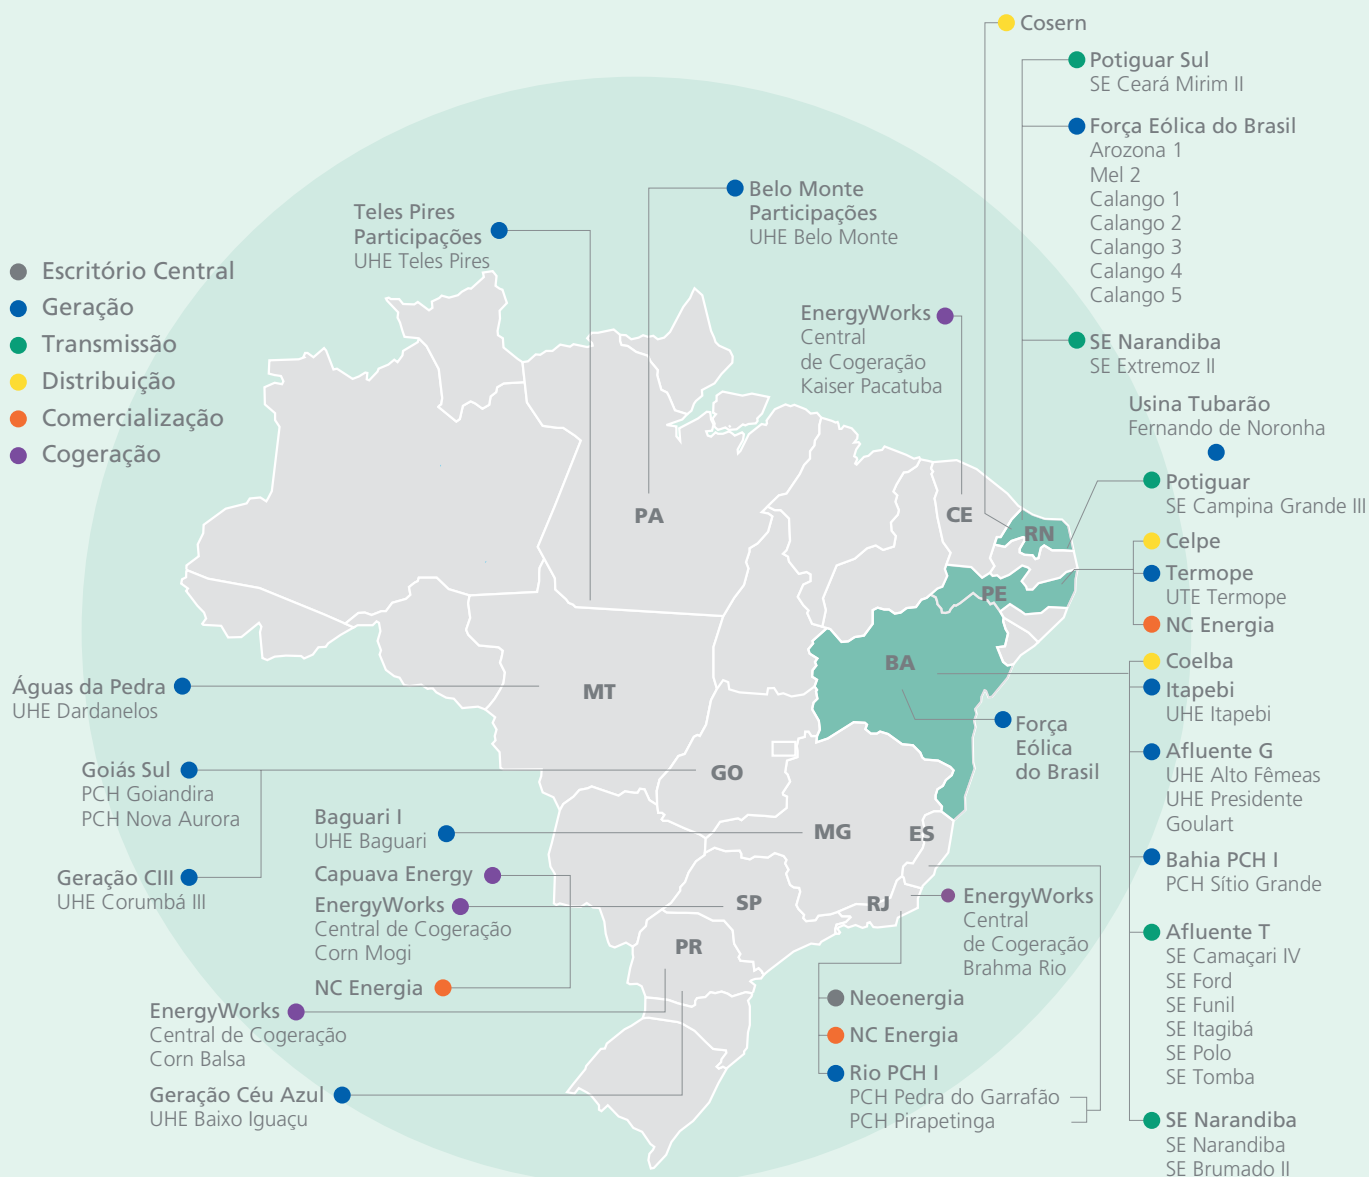 Cosern
Potiguar Sul
SE Ceará Mirim II
Força Eólica do Brasil
Arozona 1
Mel 2
Calango 1
Calango 2
Calango 3
Calango 4
Calango 5
SE Narandiba
SE Extremoz II
Belo Monte
Participações
UHE Belo Monte
Teles Pires
Participações
UHE Teles Pires
EnergyWorks
Central
de Cogeração
Kaiser Pacatuba
Escritório Central
Geração
Transmissão
Distribuição
Comercialização
Cogeração
Usina Tubarão
Fernando de Noronha
Potiguar
SE Campina Grande III
Celpe
Termope
UTE Termope
NC Energia
PA
CE
RN
PE
BA
MT
GO
MG
ES
SP
RJ
PR
Coelba
Itapebi
UHE Itapebi
Afluente G
UHE Alto Fêmeas
UHE Presidente
Goulart
Bahia PCH I
PCH Sítio Grande
Afluente T
SE Camaçari IV
SE Ford
SE Funil
SE Itagibá
SE Polo
SE Tomba
SE Narandiba
SE Narandiba
SE Brumado II
Força
Eólica
do Brasil
Águas da Pedra
UHE Dardanelos
Goiás Sul
PCH Goiandira
PCH Nova Aurora
Geração CIII
UHE Corumbá III
Baguari I
UHE Baguari
Capuava Energy
EnergyWorks
Central de Cogeração
Corn Mogi
NC Energia
EnergyWorks
Central de Cogeração
Corn Balsa
Geração Céu Azul
UHE Baixo Iguaçu
EnergyWorks
Central
de Cogeração
Brahma Rio
Neoenergia
NC Energia
Rio PCH I
PCH Pedra do Garrafão
PCH Pirapetinga